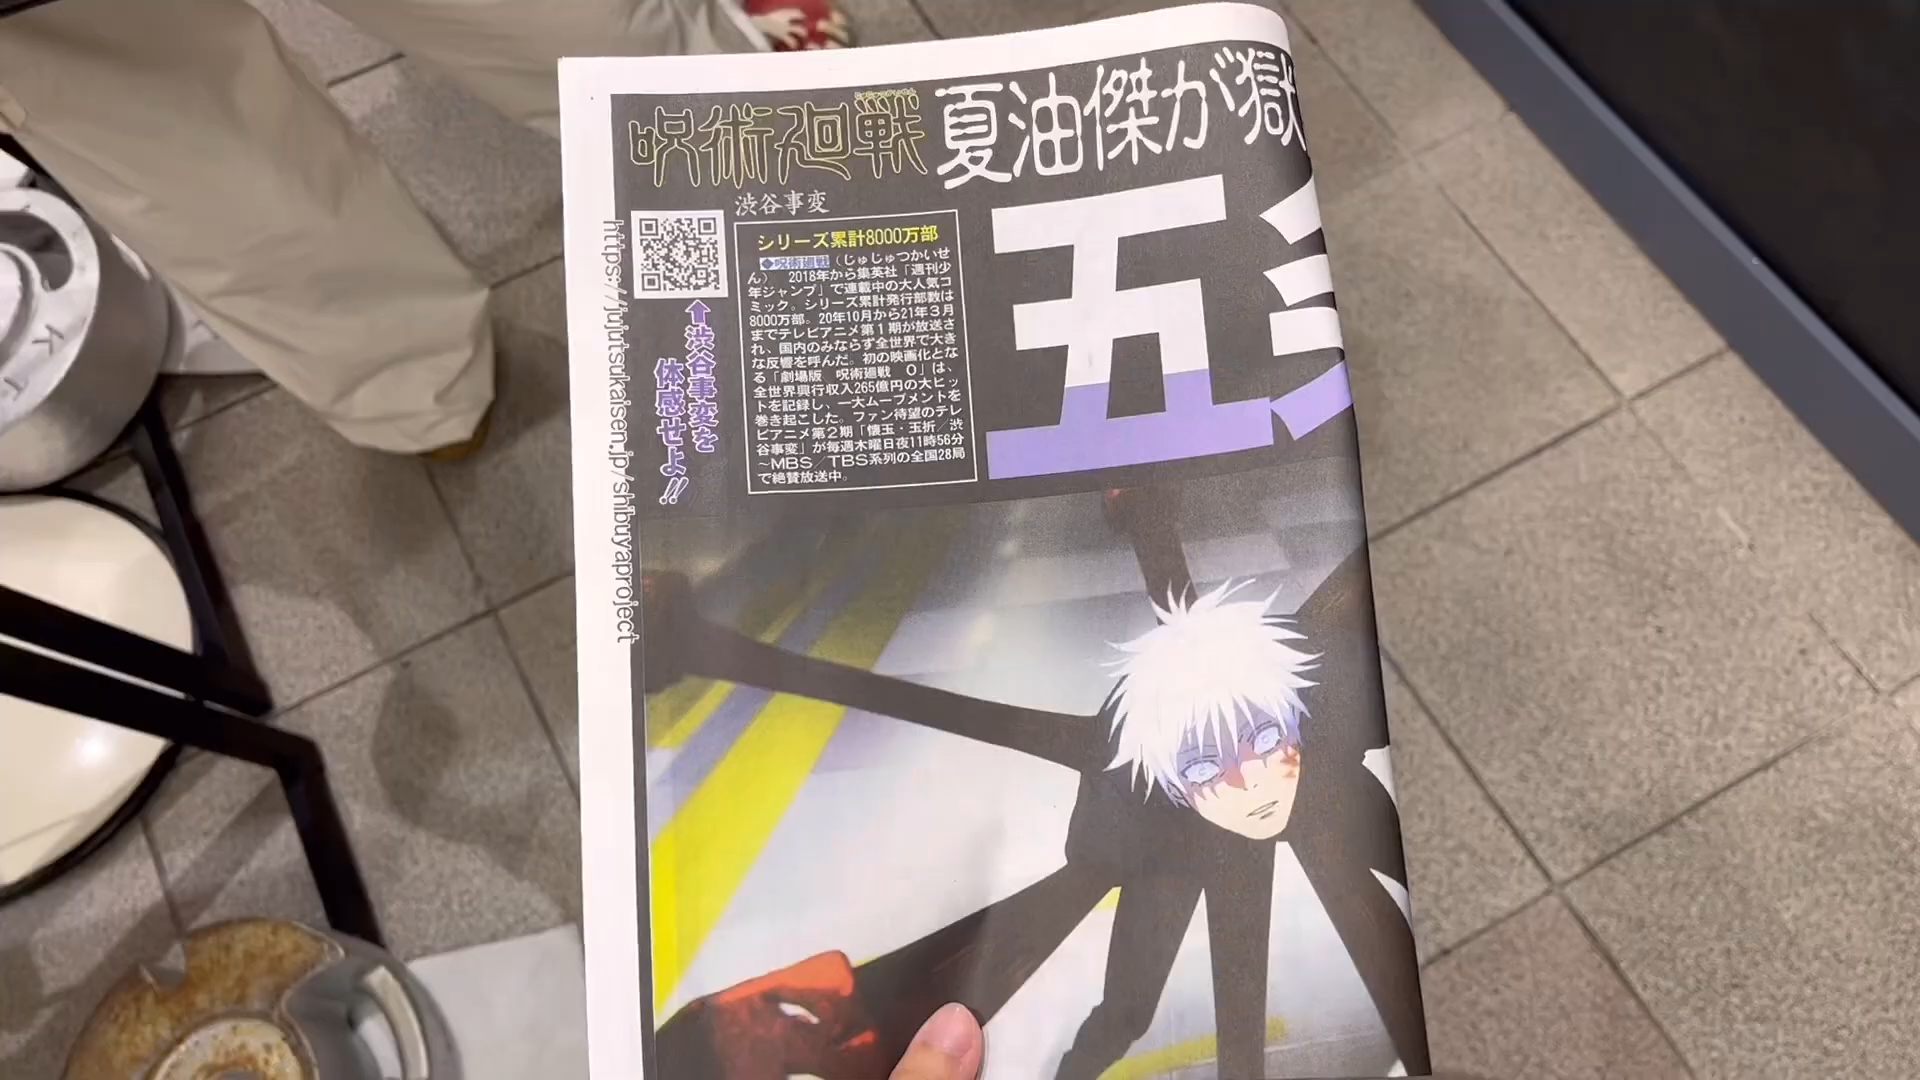 呪術廻戦
じゅじゅつかいせん
夏油傑が獄
渋谷事変
五
シリーズ累計8000万部
◆呪術廻戦（じゅじゅつかいせ
ん）　2018年から集英社「週刊少
年ジャンプ」で連載中の大人気コ
ミック。シリーズ累計発行部数は
8000万部。20年10月から21年3月
までテレビアニメ第1期が放送さ
れ、国内のみならず全世界で大き
な反響を呼んだ。初の映画化とな
る「劇場版　呪術廻戦　0」は、
全世界興行収入265億円の大ヒッ
トを記録し、一大ムーブメントを
巻き起こした。ファン待望のテレ
ビアニメ第2期「懐玉・玉折／渋
谷事変」が毎週木曜日夜11時56分
～MBS／TBS系列の全国28局
で絶賛放送中。
⬆渋谷事変を
体感せよ!!
https://jujutsukaisen.jp/shibuyaproject